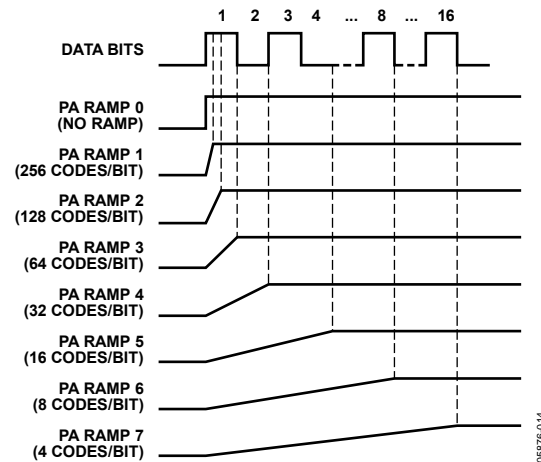 1 2 3 4 ... 8 ... 16
DATA BITS
PA RAMP 0
(NO RAMP)
PA RAMP 1
(256 CODES/BIT)
PA RAMP 2
(128 CODES/BIT)
PA RAMP 3
(64 CODES/BIT)
PA RAMP 4
(32 CODES/BIT)
PA RAMP 5
(16 CODES/BIT)
PA RAMP 6
(8 CODES/BIT)
PA RAMP 7
(4 CODES/BIT)
05876-014